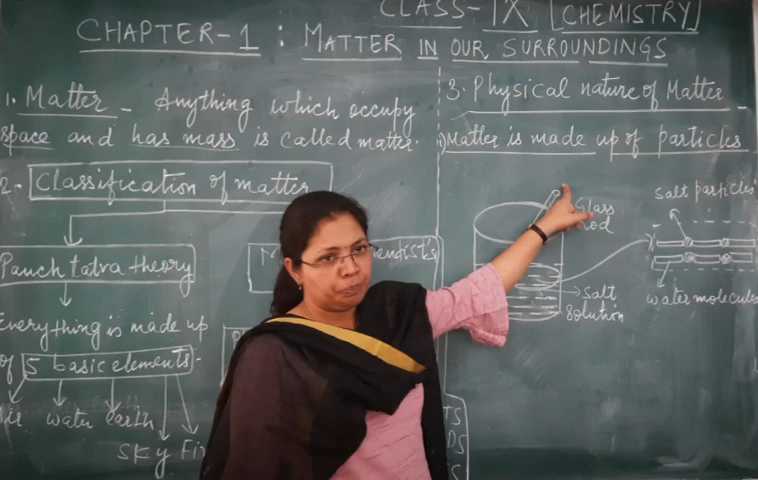 CLASS-IX [CHEMISTRY]
CHAPTER-1 : MATTER IN OUR SURROUNDINGS
1. Matter - Anything which occupy
space and has mass is called matter.
2. Classification of matter
Panch tatva theory
Everything is made up
of 5 basic elements.
water earth
SKY
3. Physical nature of Matter
i) Matter is made up of particles
Glass
rod
Salt
solution
salt particles
water molecules